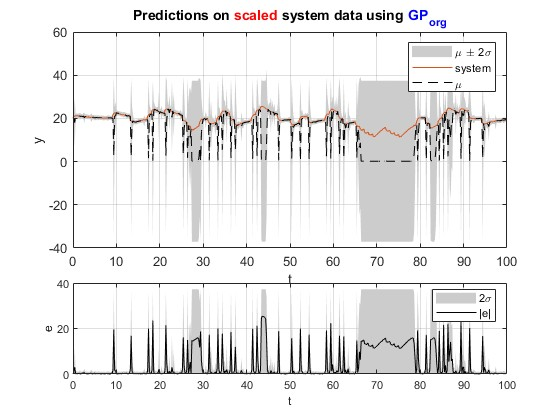 Predictions on scaled system data using GP_org
60
40
20
0
-20
-40
y
μ ± 2σ
system
μ
0 10 20 30 40 50 60 70 80 90 100
t
40
20
0
e
2σ
|e|
0 10 20 30 40 50 60 70 80 90 100
t